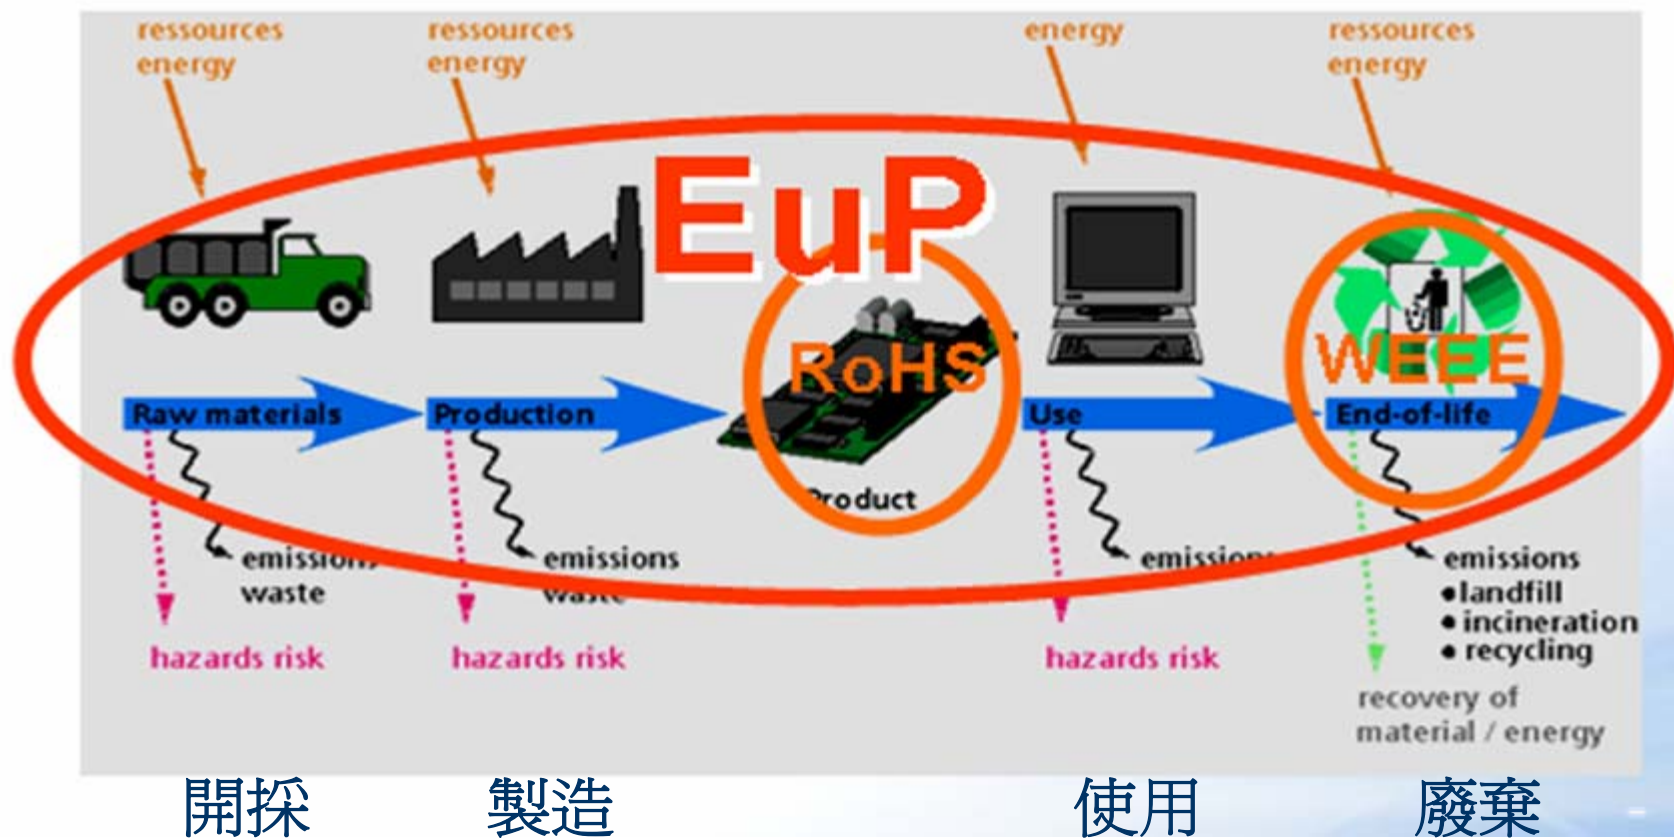 ressources
energy
ressources
energy
energy
ressources
energy
EuP
RoHS
WEEE
Raw materials
Production
Product
Use
End-of-life
emissions
waste
emissions
waste
emissions
emissions
•landfill
• incineration
• recycling
hazards risk
hazards risk
hazards risk
recovery of
material / energy
開採
製造
使用
廢棄